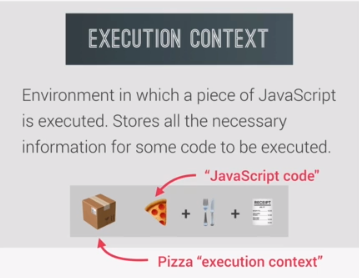 EXECUTION CONTEXT
Environment in which a piece of JavaScript
is executed. Stores all the necessary
information for some code to be executed.
“JavaScript code”
+ +
Pizza “execution context”